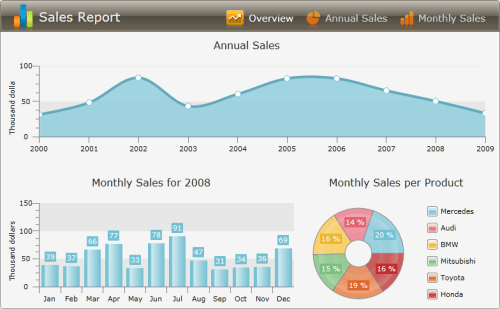 Sales Report
Overview
Annual Sales
Monthly Sales
Annual Sales
Thousand dolla
100
50
0
2000 2001 2002 2003 2004 2005 2006 2007 2008 2009
Monthly Sales for 2008
Thousand dollars
150
100
50
0
39 37 66 77 33 78 91 47 31 34 36 69
Jan Feb Mar Apr May Jun Jul Aug Sep Oct Nov Dec
Monthly Sales per Product
14 %
20 %
16 %
16 %
15 %
19 %
Mercedes
Audi
BMW
Mitsubishi
Toyota
Honda